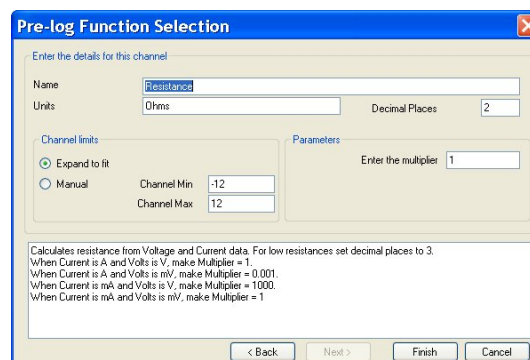 Pre-log Function Selection
Enter the details for this channel
Name Resistance
Units Ohms Decimal Places 2
Channel limits
Expand to fit
Manual Channel Min -12
Channel Max 12
Parameters
Enter the multiplier 1
Calculates resistance from Voltage and Current data. For low resistances set decimal places to 3.
When Current is A and Volts is V, make Multiplier = 1.
When Current is A and Volts is mV, make Multiplier = 0.001.
When Current is mA and Volts is V, make Multiplier = 1000.
When Current is mA and Volts is mV, make Multiplier = 1
< Back Next > Finish Cancel